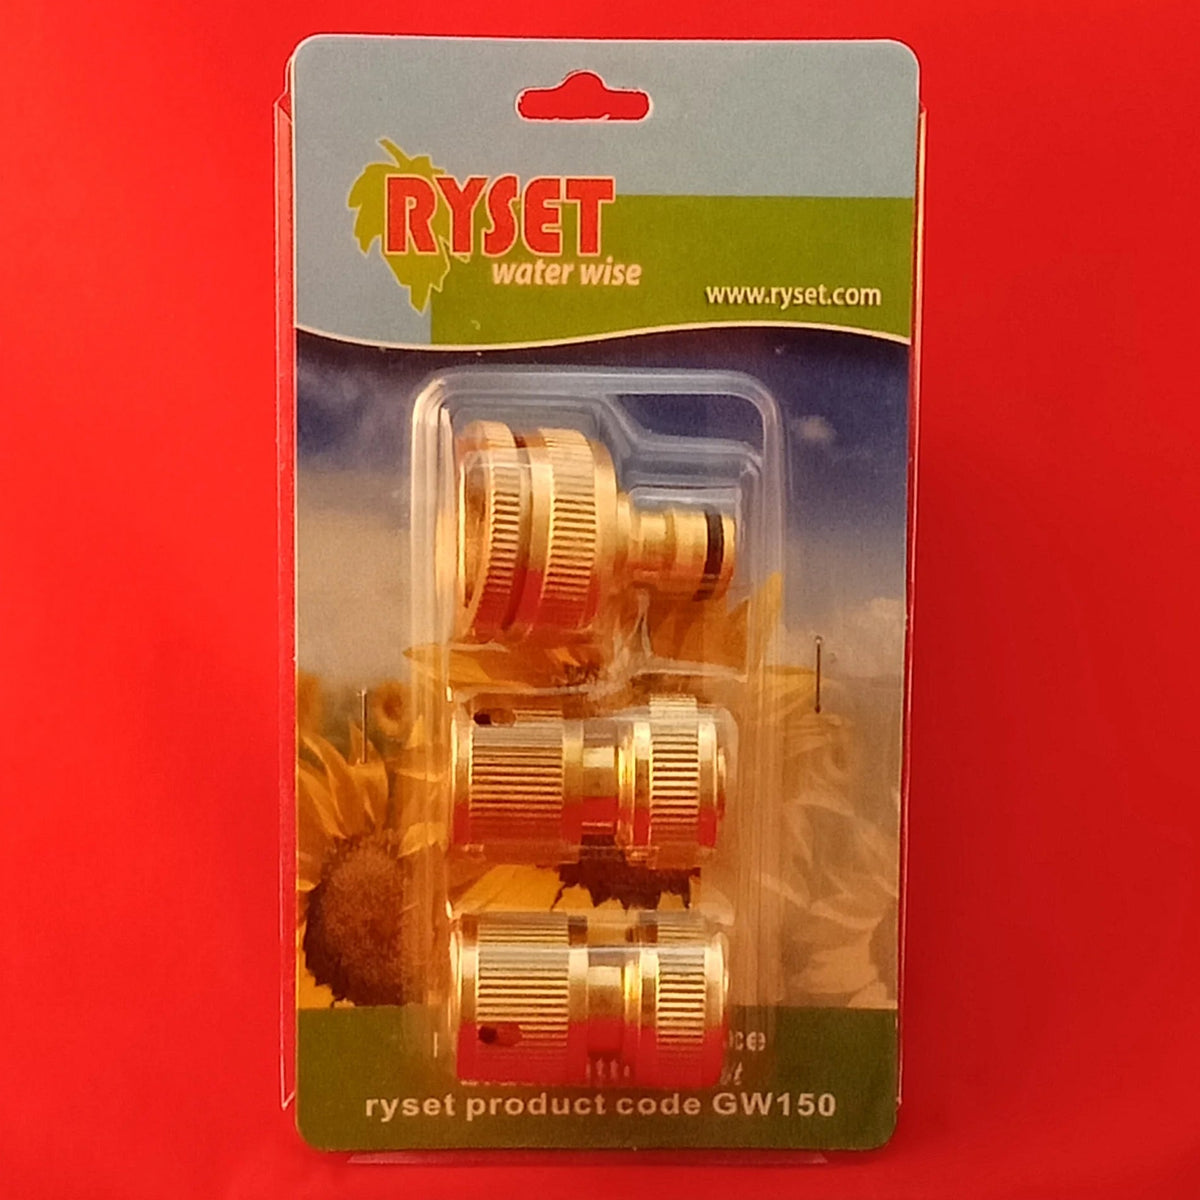 RYSET
water wise
www.ryset.com
ryset product code GW150